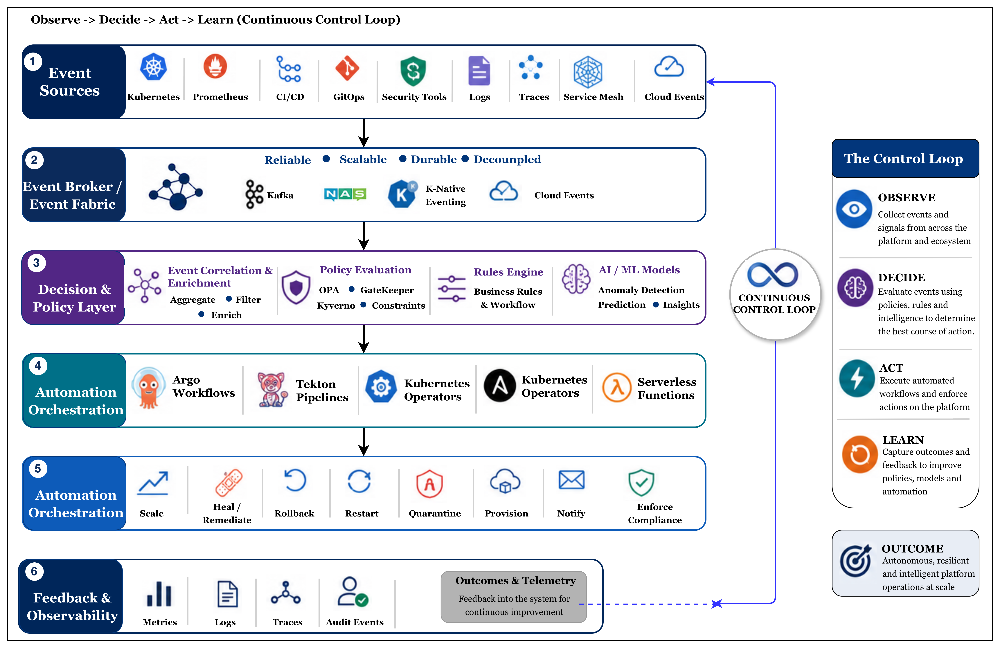 Observe -> Decide -> Act -> Learn (Continuous Control Loop)
1
Event
Sources
Kubernetes
Prometheus
CI/CD
GitOps
Security Tools
Logs
Traces
Service Mesh
Cloud Events
2
Event Broker /
Event Fabric
Reliable ● Scalable ● Durable ● Decounpled
Kafka
NAS
K
K
K-Native
Eventing
Cloud Events
3
Decision &
Policy Layer
Event Correlation &
Enrichment
Aggregate ● Filter
● Enrich
Policy Evaluation
OPA ● GateKeeper
Kyverno ● Constraints
Rules Engine
Business Rules
& Workflow
AI / ML Models
Anomaly Detection
Prediction ● Insights
4
Automation
Orchestration
Argo
Workflows
Tekton
Pipelines
Kubernetes
Operators
Kubernetes
Operators
λ
Serverless
Functions
5
Automation
Orchestration
Scale
Heal /
Remediate
Rollback
Restart
Quarantine
Provision
Notify
Enforce
Compliance
6
Feedback &
Observability
Metrics
Logs
Traces
Audit Events
Outcomes & Telemetry
Feedback into the system for
continuous improvement
CONTINUOUS
CONTROL LOOP
The Control Loop
OBSERVE
Collect events and
signals from across the
platform and ecosystem
DECIDE
Evaluate events using
policies, rules and
intelligence to determine
the best course of action.
ACT
Execute automated
workflows and enforce
actions on the platform
LEARN
Capture outcomes and
feedback to improve
policies, models and
automation
OUTCOME
Autonomous, resilient
and intelligent platform
operations at scale